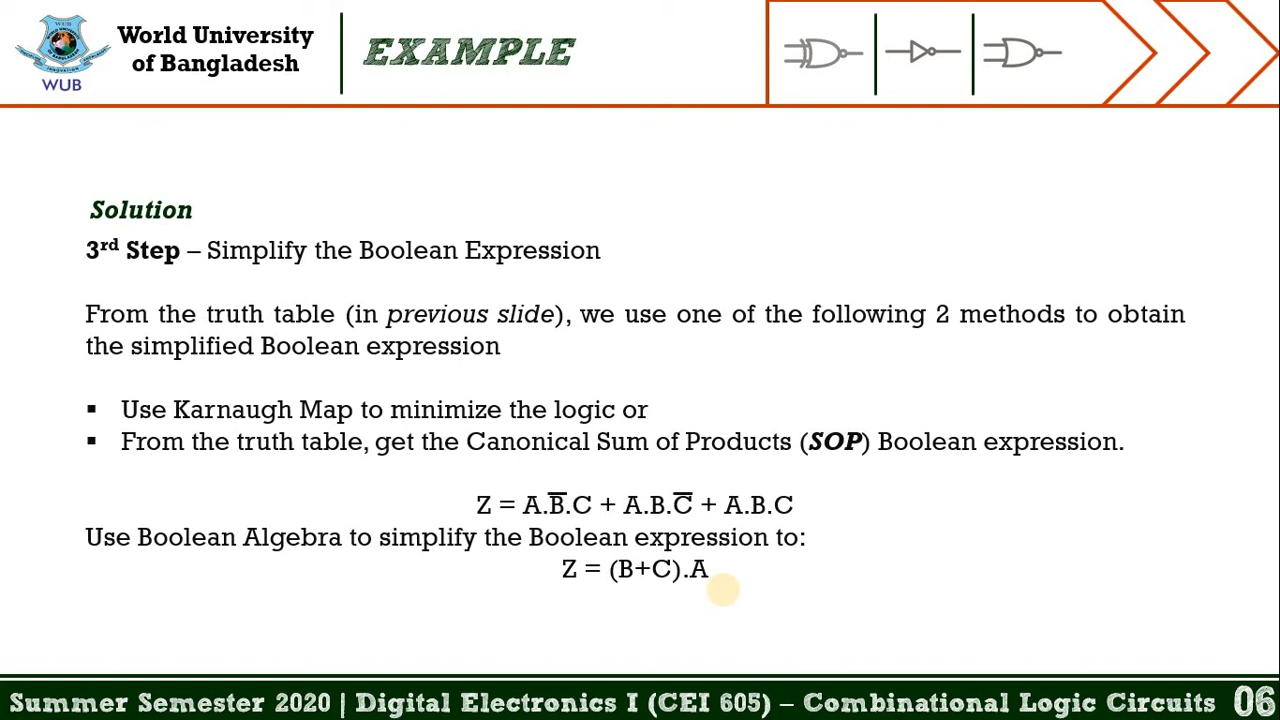 World University
of Bangladesh
WUB
EXAMPLE
Solution
3rd Step – Simplify the Boolean Expression
From the truth table (in previous slide), we use one of the following 2 methods to obtain
the simplified Boolean expression
▪ Use Karnaugh Map to minimize the logic or
▪ From the truth table, get the Canonical Sum of Products (SOP) Boolean expression.
Z = A.B̅.C + A.B.C̅ + A.B.C
Use Boolean Algebra to simplify the Boolean expression to:
Z = (B+C).A
Summer Semester 2020 | Digital Electronics I (CEI 605) – Combinational Logic Circuits 06